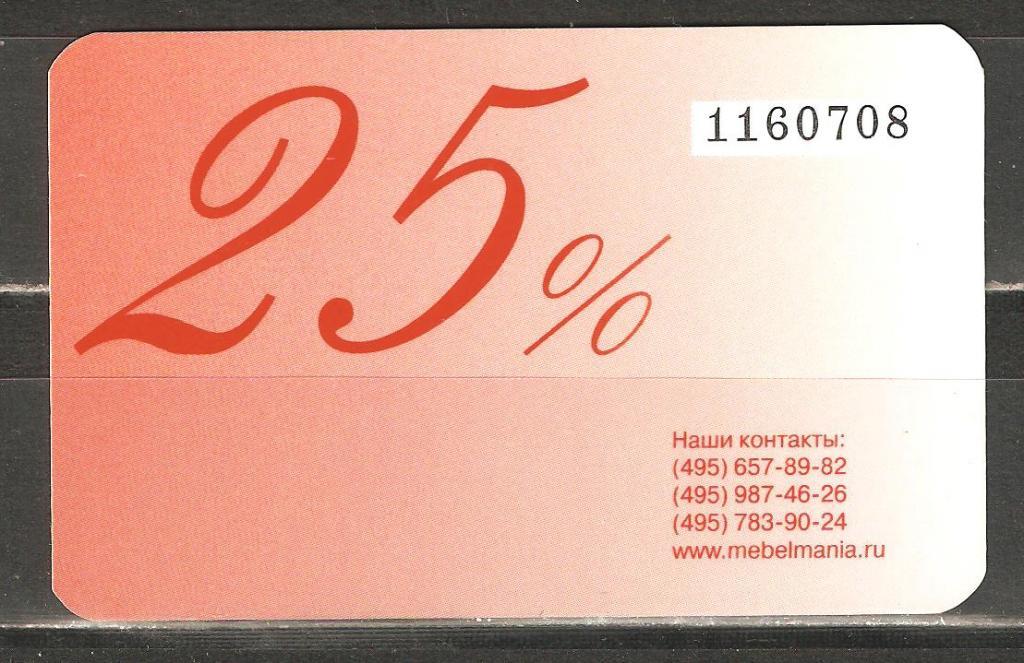 25%
1160708
Наши контакты:
(495) 657-89-82
(495) 987-46-26
(495) 783-90-24
www.mebelmania.ru